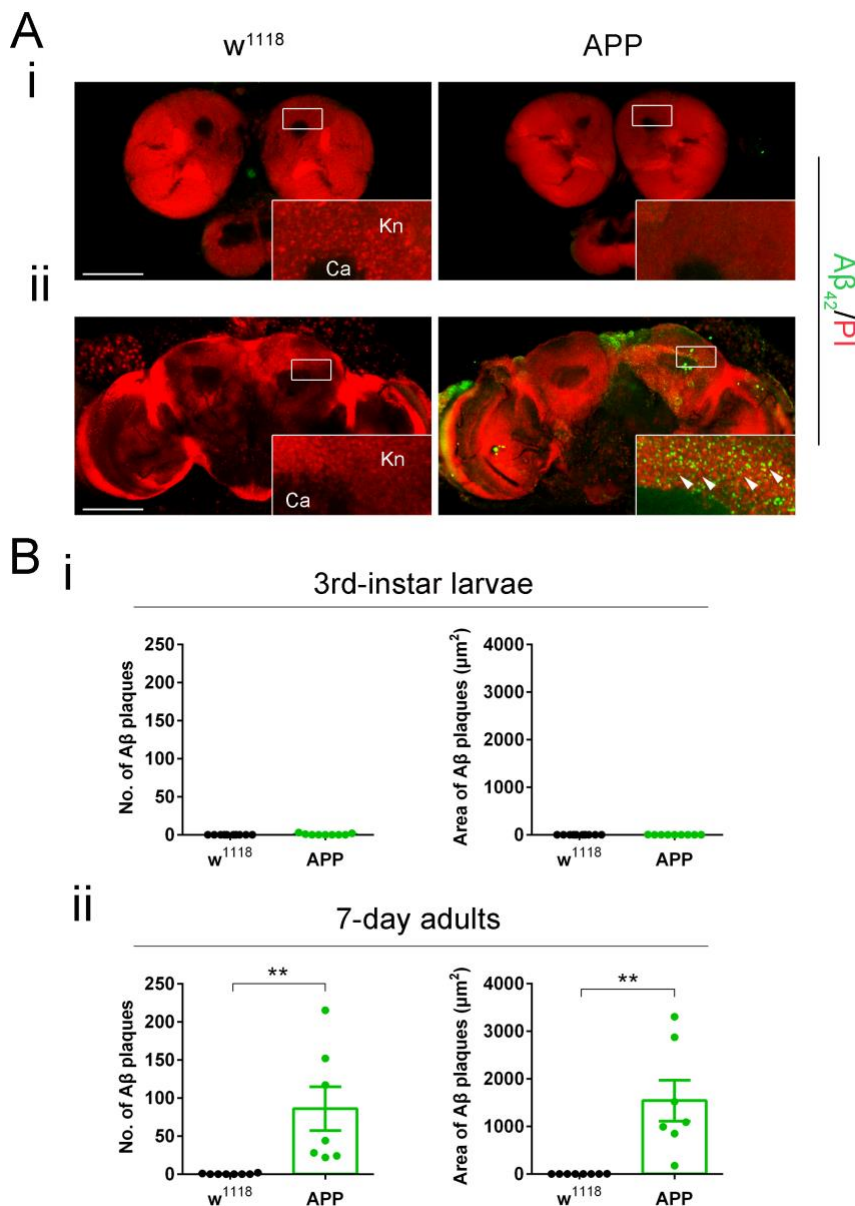 A
w¹¹¹⁸ APP
i
Kn
Ca
ii
Kn
Ca
Aβ₄₂/PI
B
i
3rd-instar larvae
No. of Aβ plaques
250
200
150
100
50
0
w¹¹¹⁸ APP
Area of Aβ plaques (µm²)
4000
3000
2000
1000
0
w¹¹¹⁸ APP
ii
7-day adults
No. of Aβ plaques
250
200
150
100
50
0
**
w¹¹¹⁸ APP
Area of Aβ plaques (µm²)
4000
3000
2000
1000
0
**
w¹¹¹⁸ APP